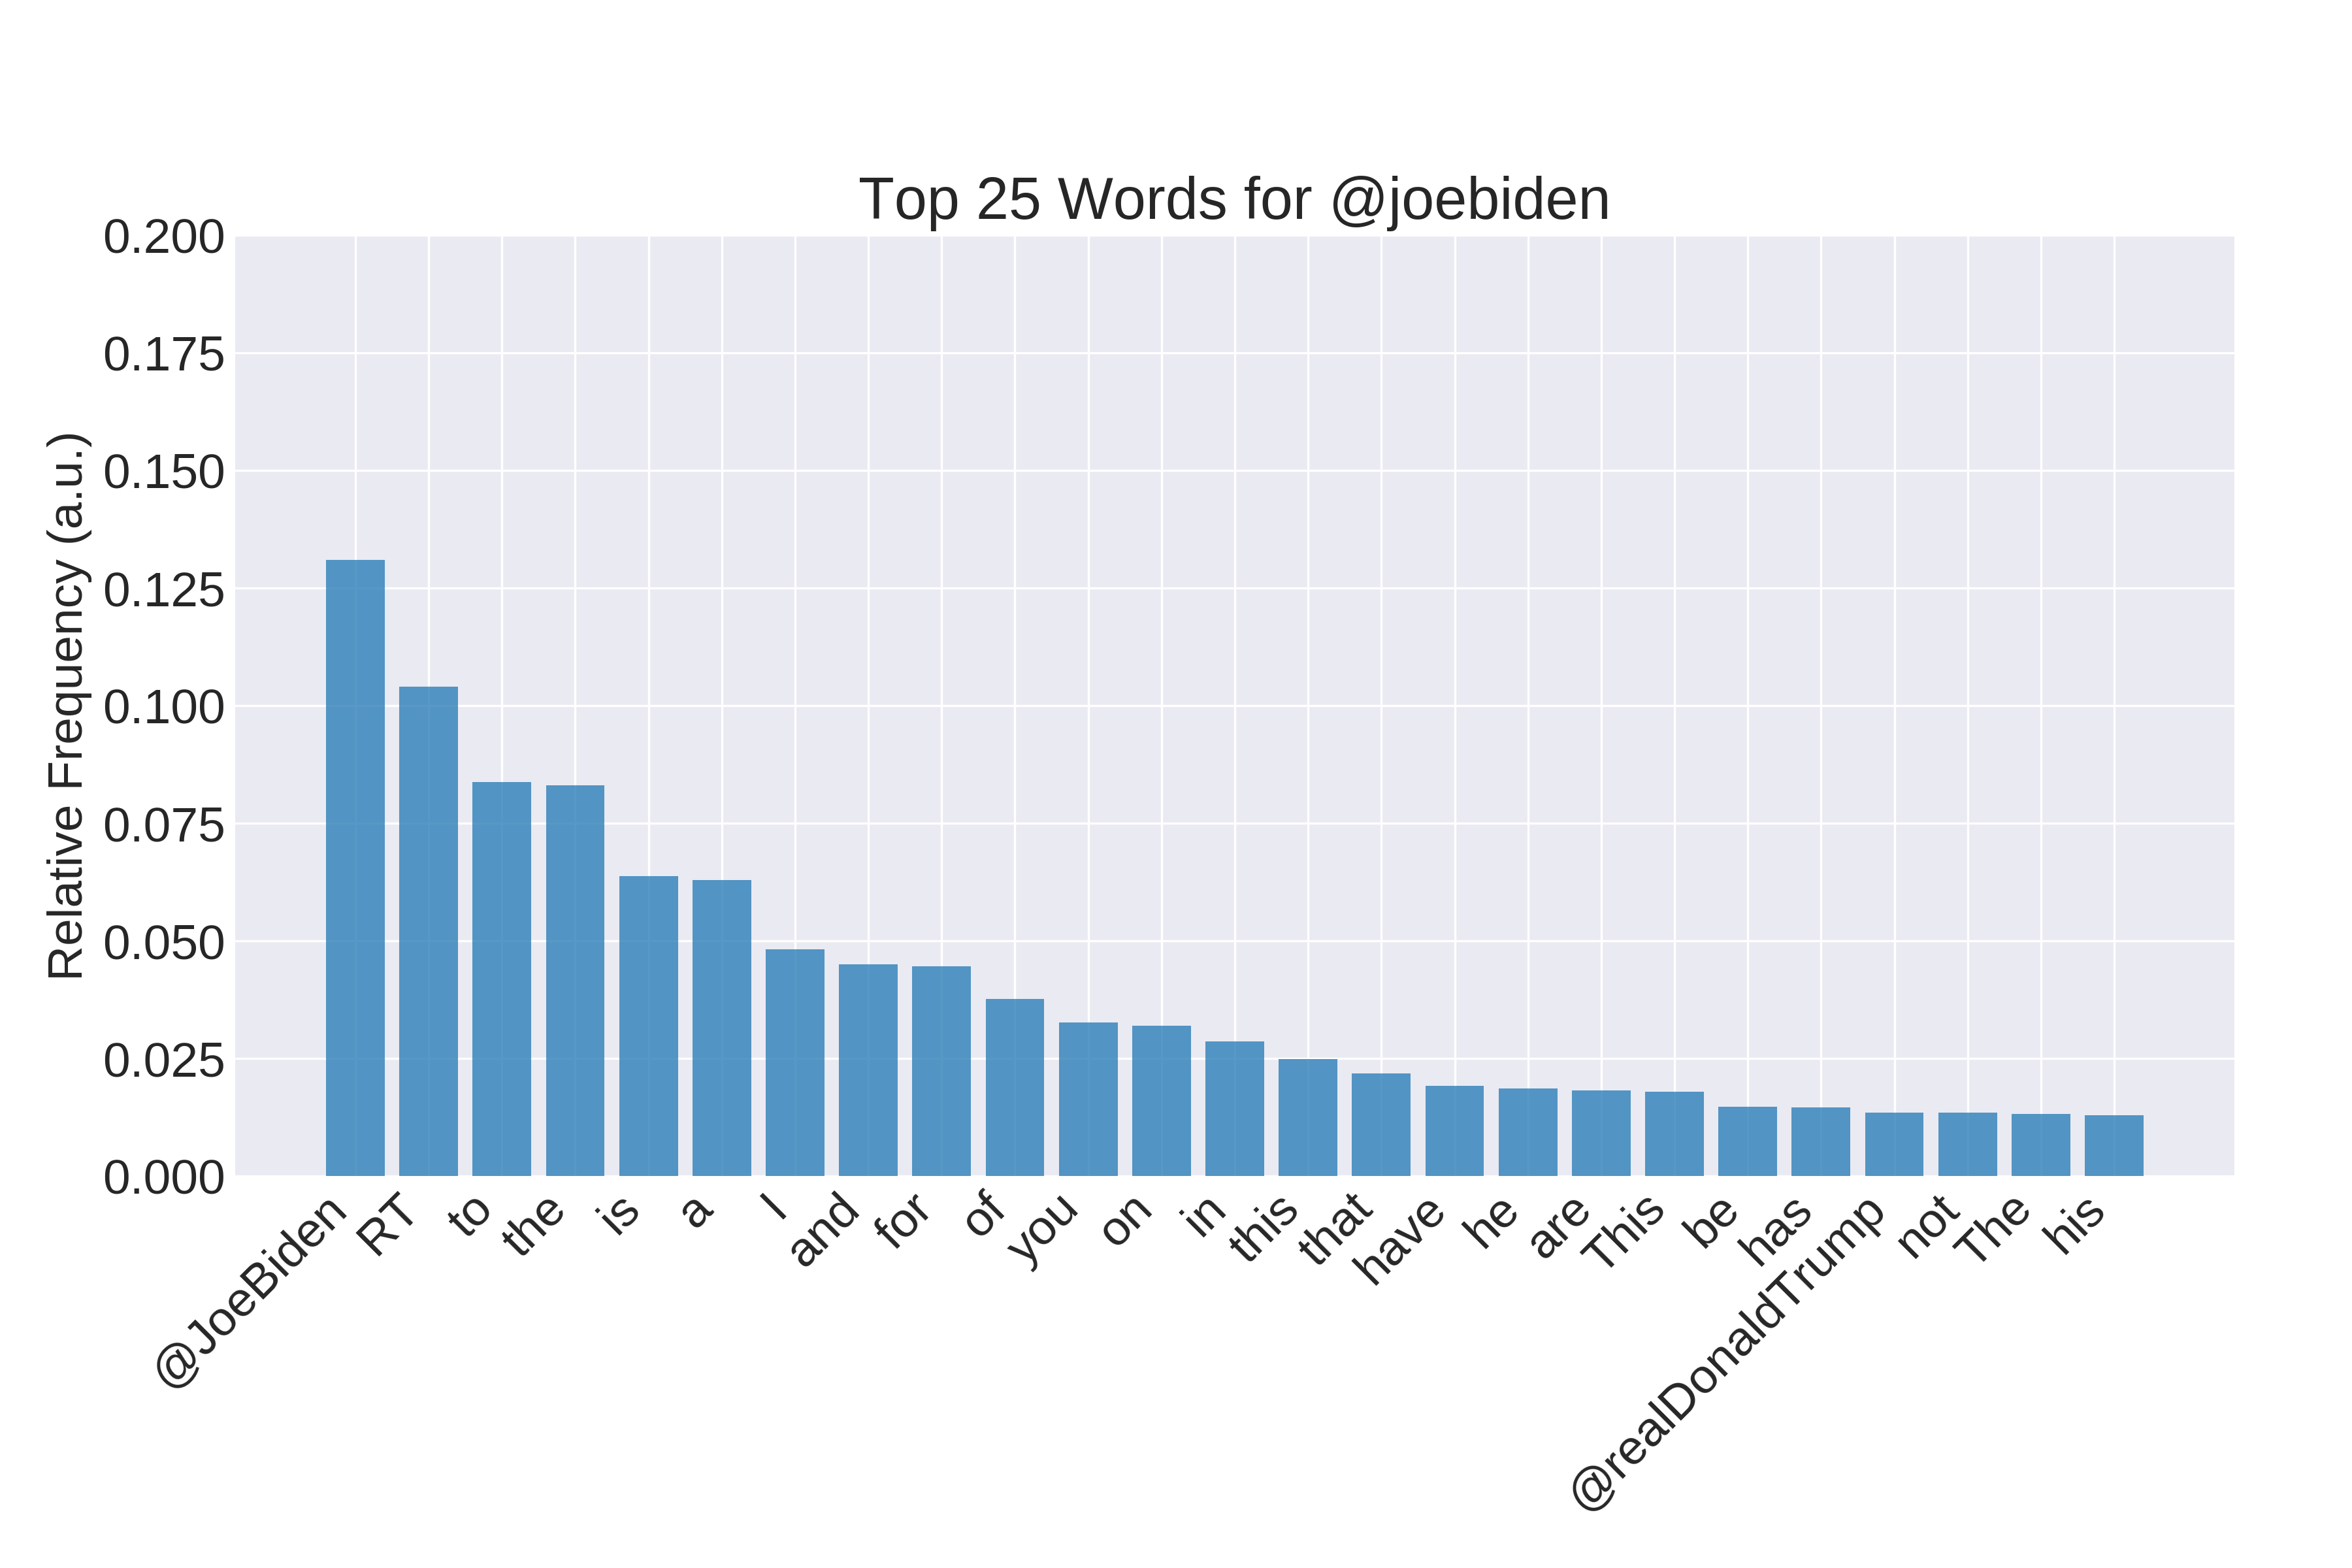 Top 25 Words for @joebiden
Relative Frequency (a.u.)
0.200
0.175
0.150
0.125
0.100
0.075
0.050
0.025
0.000
@JoeBiden
RT
to
the
is
a
I
and
for
of
you
on
in
this
that
have
he
are
This
be
has
@realDonaldTrump
not
The
his